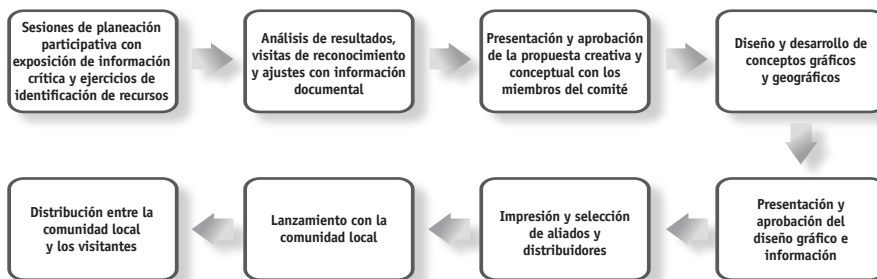 Sesiones de planeación
participativa con
exposición de información
crítica y ejercicios de
identificación de recursos
Análisis de resultados,
visitas de reconocimiento
y ajustes con información
documental
Presentación y aprobación
de la propuesta creativa y
conceptual con los
miembros del comité
Diseño y desarrollo de
conceptos gráficos
y geográficos
Presentación y
aprobación del
diseño gráfico e
información
Impresión y selección
de aliados y
distribuidores
Lanzamiento con la
comunidad local
Distribución entre la
comunidad local
y los visitantes